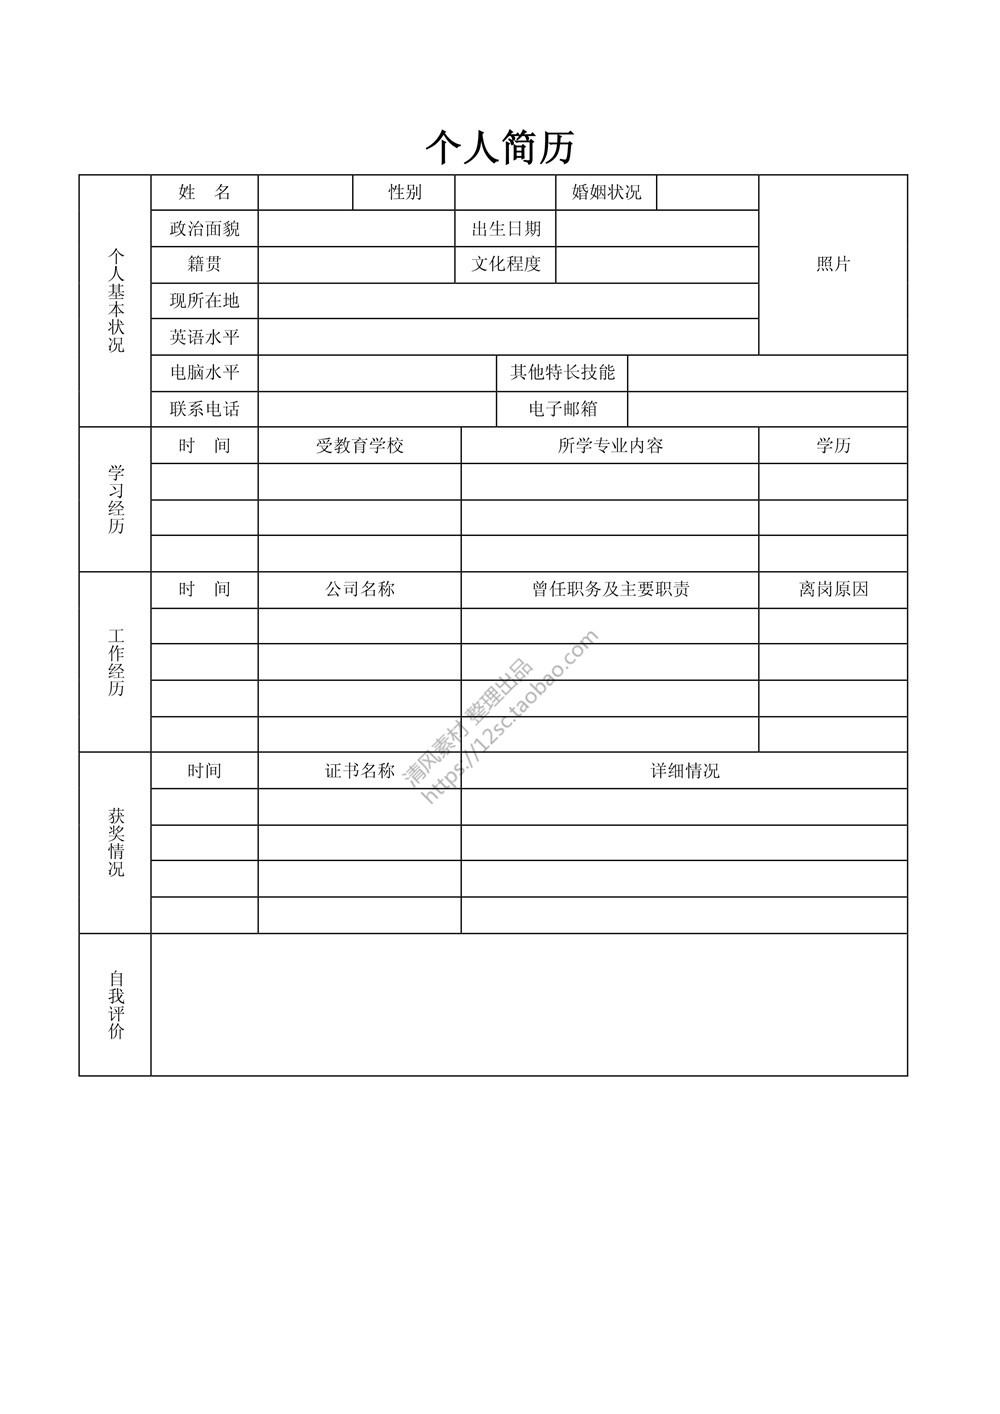 个人简历
个人基本状况
姓 名 性别 婚姻状况
照片
政治面貌 出生日期
籍贯 文化程度
现所在地
英语水平
电脑水平 其他特长技能
联系电话 电子邮箱
学习经历
时 间 受教育学校 所学专业内容 学历
工作经历
时 间 公司名称 曾任职务及主要职责 离岗原因
清风素材 整理出品
https://12sc.taobao.com
获奖情况
时间 证书名称 详细情况
自我评价